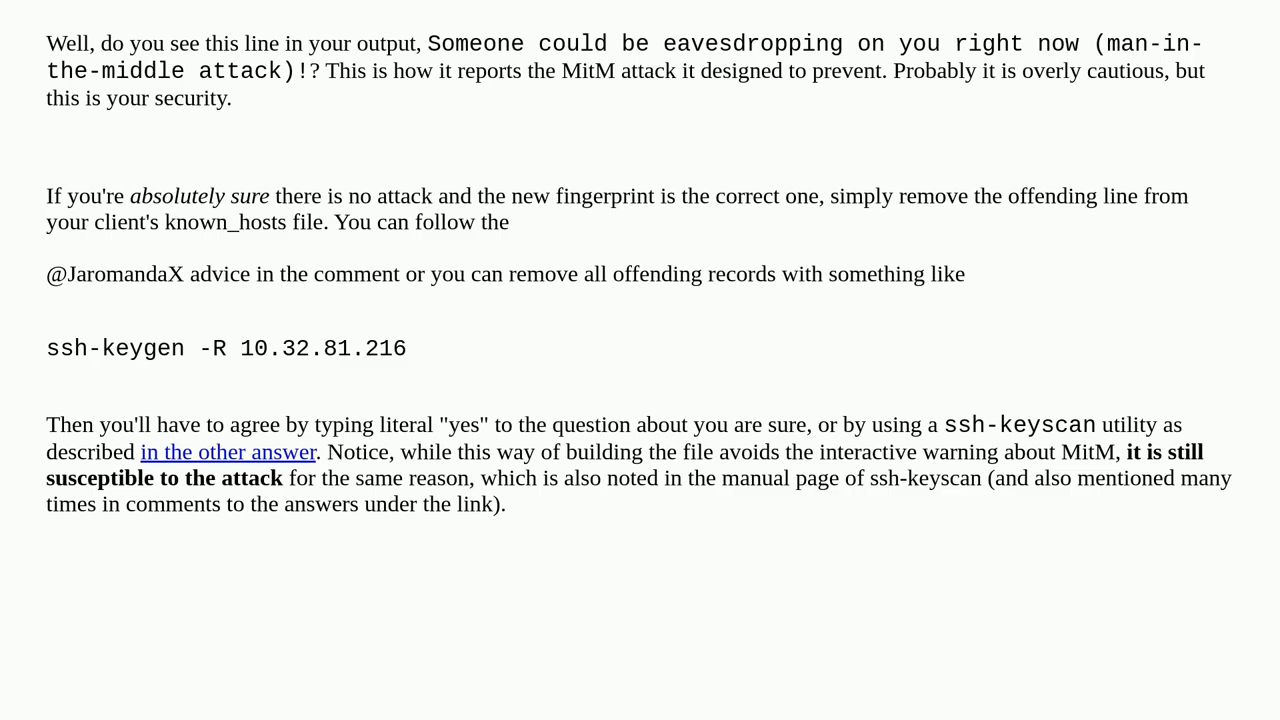 Well, do you see this line in your output, Someone could be eavesdropping on you right now (man-in-
the-middle attack)!? This is how it reports the MitM attack it designed to prevent. Probably it is overly cautious, but
this is your security.
If you're absolutely sure there is no attack and the new fingerprint is the correct one, simply remove the offending line from
your client's known_hosts file. You can follow the
@JaromandaX advice in the comment or you can remove all offending records with something like
ssh-keygen -R 10.32.81.216
Then you'll have to agree by typing literal "yes" to the question about you are sure, or by using a ssh-keyscan utility as
described in the other answer. Notice, while this way of building the file avoids the interactive warning about MitM, it is still
susceptible to the attack for the same reason, which is also noted in the manual page of ssh-keyscan (and also mentioned many
times in comments to the answers under the link).